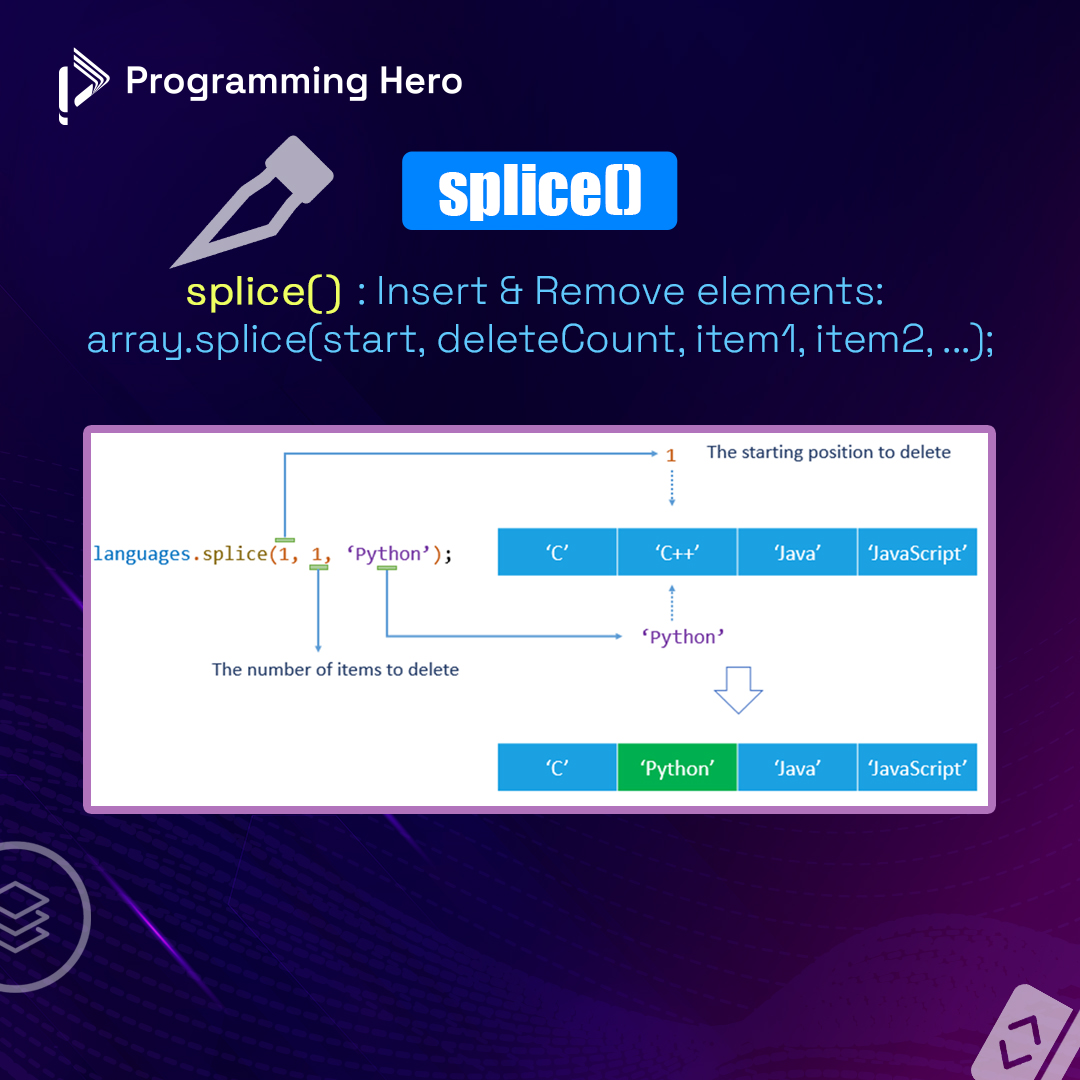 Programming Hero
splice()
splice() : Insert & Remove elements:
array.splice(start, deleteCount, item1, item2, ...);
1 The starting position to delete
languages.splice(1, 1, ‘Python’);
‘C’ ‘C++’ ‘Java’ ‘JavaScript’
‘Python’
The number of items to delete
‘C’ ‘Python’ ‘Java’ ‘JavaScript’